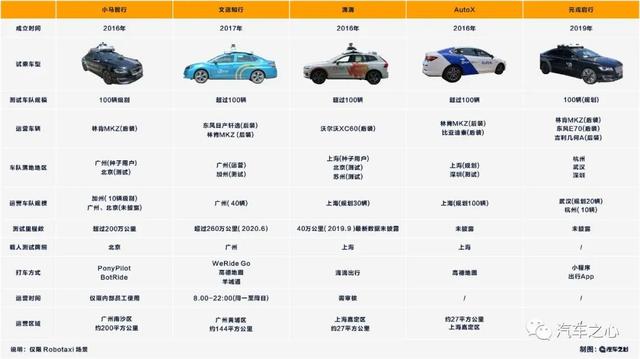 小马智行 文远知行 滴滴 AutoX 元戎启行
成立时间 2016年 2017年 2016年 2016年 2019年
试乘车型
测试车队规模 100辆级别 超过100辆 超过100辆 超过100辆 100辆(规划)
运营车辆 林肯MKZ(后装) 东风日产轩逸(后装) 沃尔沃XC60(前装) 林肯MKZ(后装) 林肯MKZ(后装)
林肯MKZ(后装) 比亚迪秦(后装) 东风E70(后装)
吉利几何A(后装)
车队落地地区 广州(种子用户) 广州(运营) 上海(种子用户) 上海(规划) 杭州
北京(测试) 加州(测试) 北京(测试) 深圳(测试) 武汉
苏州(测试) 深圳
运营车队规模 加州(10辆级别) 广州(40辆) 上海(规划30辆) 上海(规划100辆) 武汉(规划20辆)
广州、北京(未披露) 杭州(10辆)
测试里程数 超过200万公里 超过260万公里(2020.6) 40万公里(2019.9)最新数据未披露 未披露 未披露
载人测试牌照 北京 广州 上海 上海 /
打车方式 PonyPilot WeRide Go 滴滴出行 高德地图 小程序
BotRide 高德地图 出行App
羊城通
运营时间 仅限内部员工使用 8.00-22:00(周一至周日) 需审核 / /
运营区域 广州南沙区 广州黄埔区 上海嘉定区 约27平方公里 /
约200平方公里 约144平方公里 约27平方公里 上海嘉定区
说明:仅限 Robotaxi 场景 制图:汽车之心
汽车之心